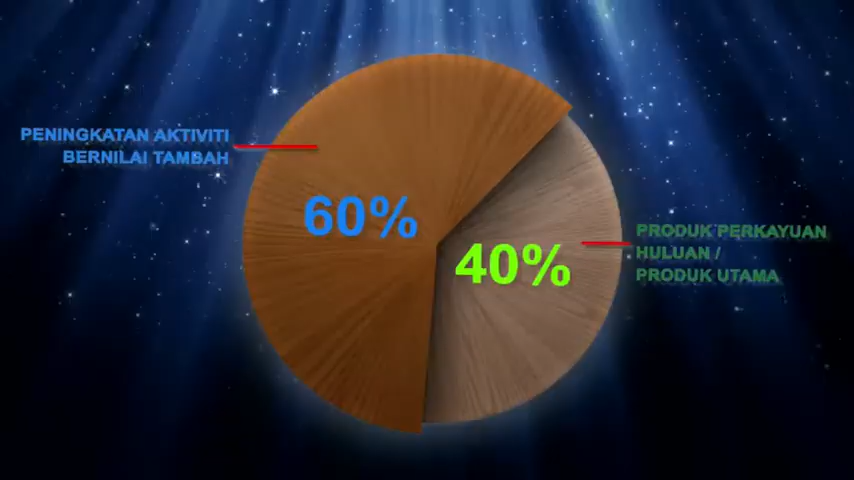 PENINGKATAN AKTIVITI
BERNILAI TAMBAH
60%
40%
PRODUK PERKAYUAN
HULUAN /
PRODUK UTAMA